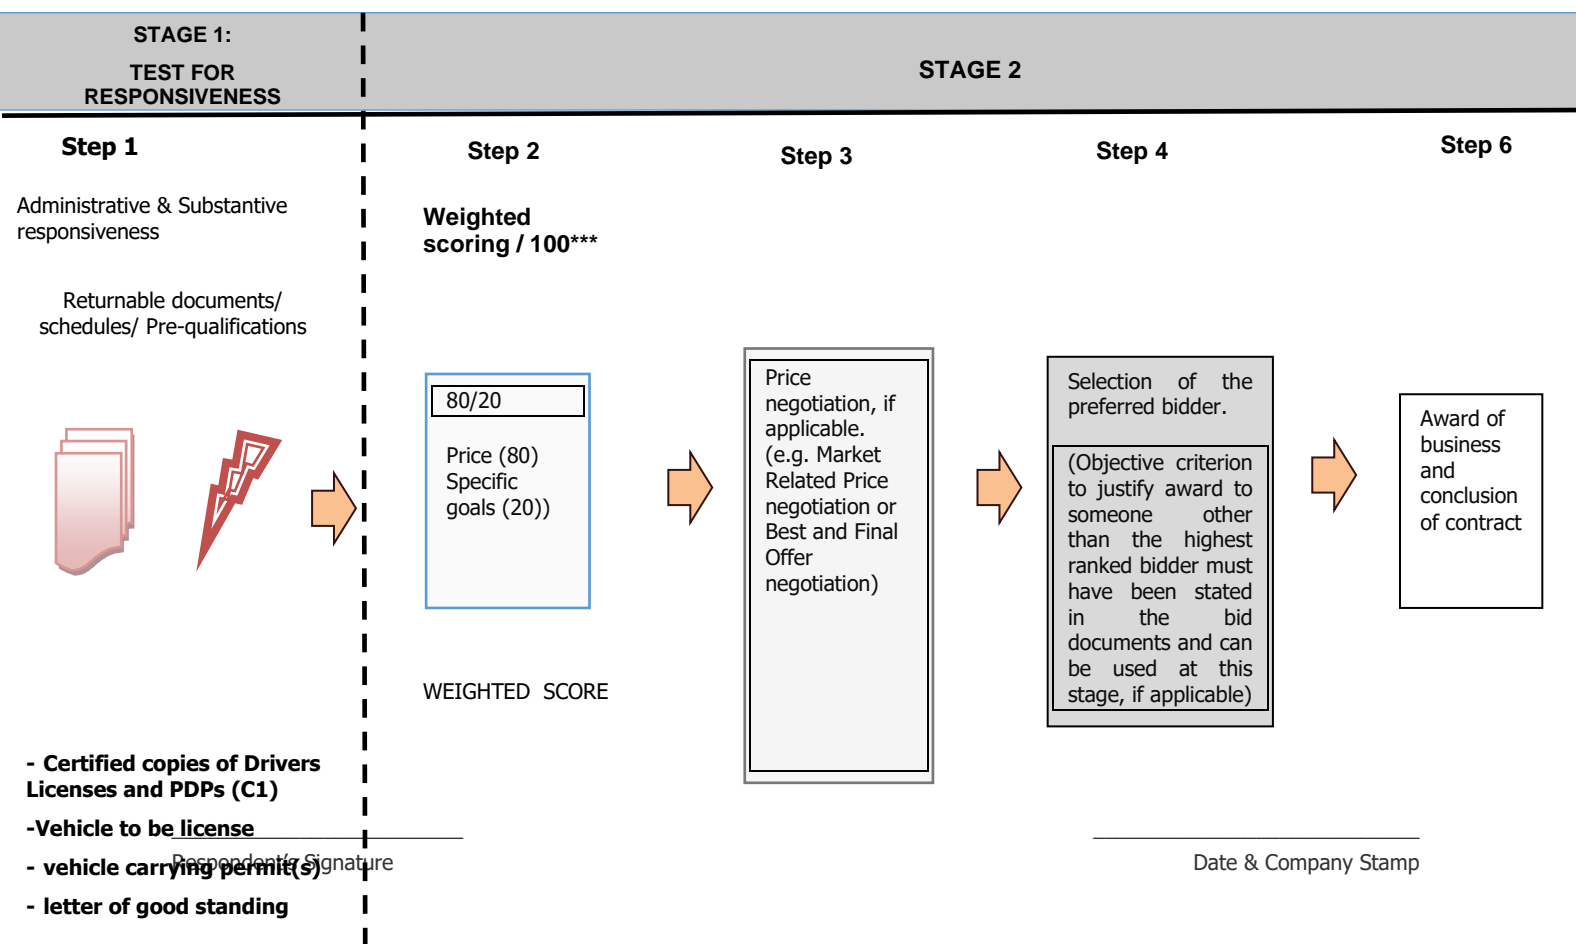 STAGE 1:
TEST FOR
RESPONSIVENESS
STAGE 2
Step 1
Step 2
Step 3
Step 4
Step 6
Administrative & Substantive
responsiveness
Returnable documents/
schedules/ Pre-qualifications
Weighted
scoring / 100***
80/20
Price (80)
Specific
goals (20))
WEIGHTED SCORE
Price
negotiation, if
applicable.
(e.g. Market
Related Price
negotiation or
Best and Final
Offer
negotiation)
Selection of the
preferred bidder.
(Objective criterion
to justify award to
someone other
than the highest
ranked bidder must
have been stated
in the bid
documents and can
be used at this
stage, if applicable)
Award of
business
and
conclusion
of contract
- Certified copies of Drivers
Licenses and PDPs (C1)
-Vehicle to be license
- vehicle carrying permit(s)
- letter of good standing
Respondent's Signature
Date & Company Stamp